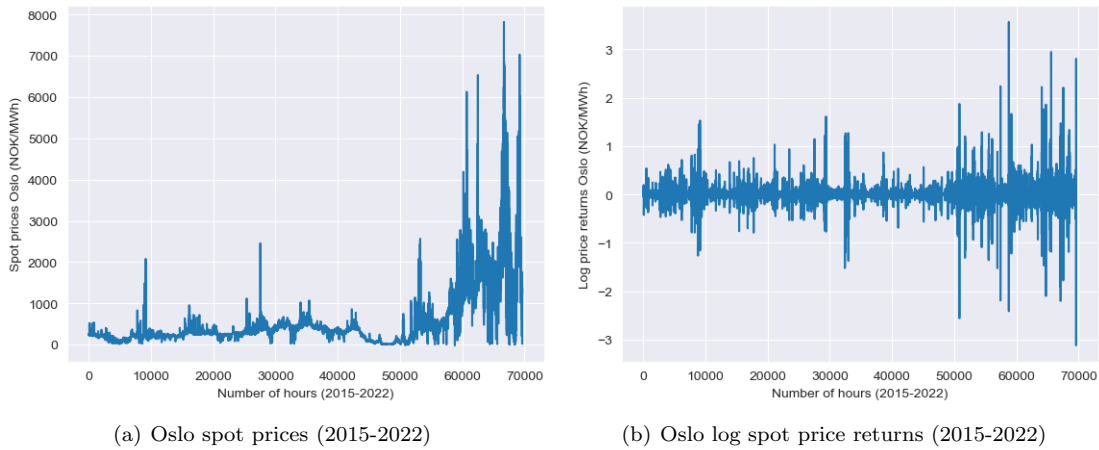 8000
7000
6000
5000
4000
3000
2000
1000
0
Spot prices Oslo (NOK/MWh)
0 10000 20000 30000 40000 50000 60000 70000
Number of hours (2015-2022)
(a) Oslo spot prices (2015-2022)
3
2
1
0
−1
−2
−3
Log price returns Oslo (NOK/MWh)
0 10000 20000 30000 40000 50000 60000 70000
Number of hours (2015-2022)
(b) Oslo log spot price returns (2015-2022)